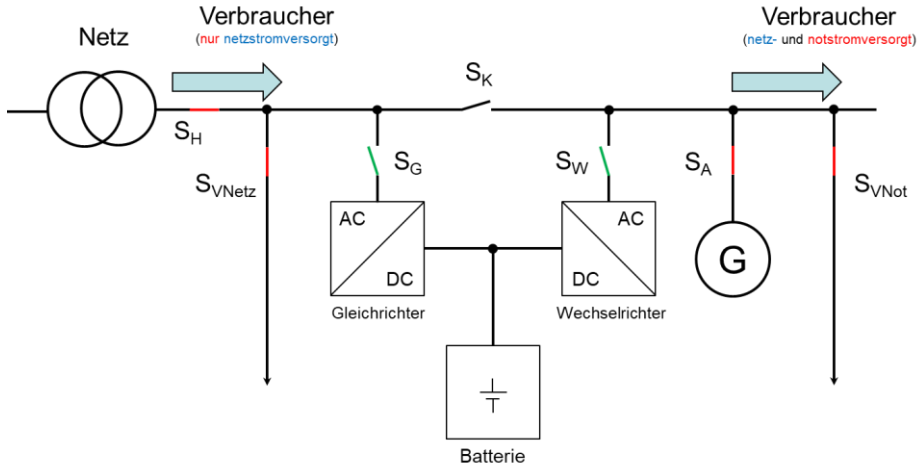 Netz
Verbraucher
(nur netzstromversorgt)
Verbraucher
(netz- und notstromversorgt)
S_K
S_H
S_VNetz
S_G
S_W
S_A
S_VNot
AC
DC
AC
DC
G
Gleichrichter
Wechselrichter
Batterie